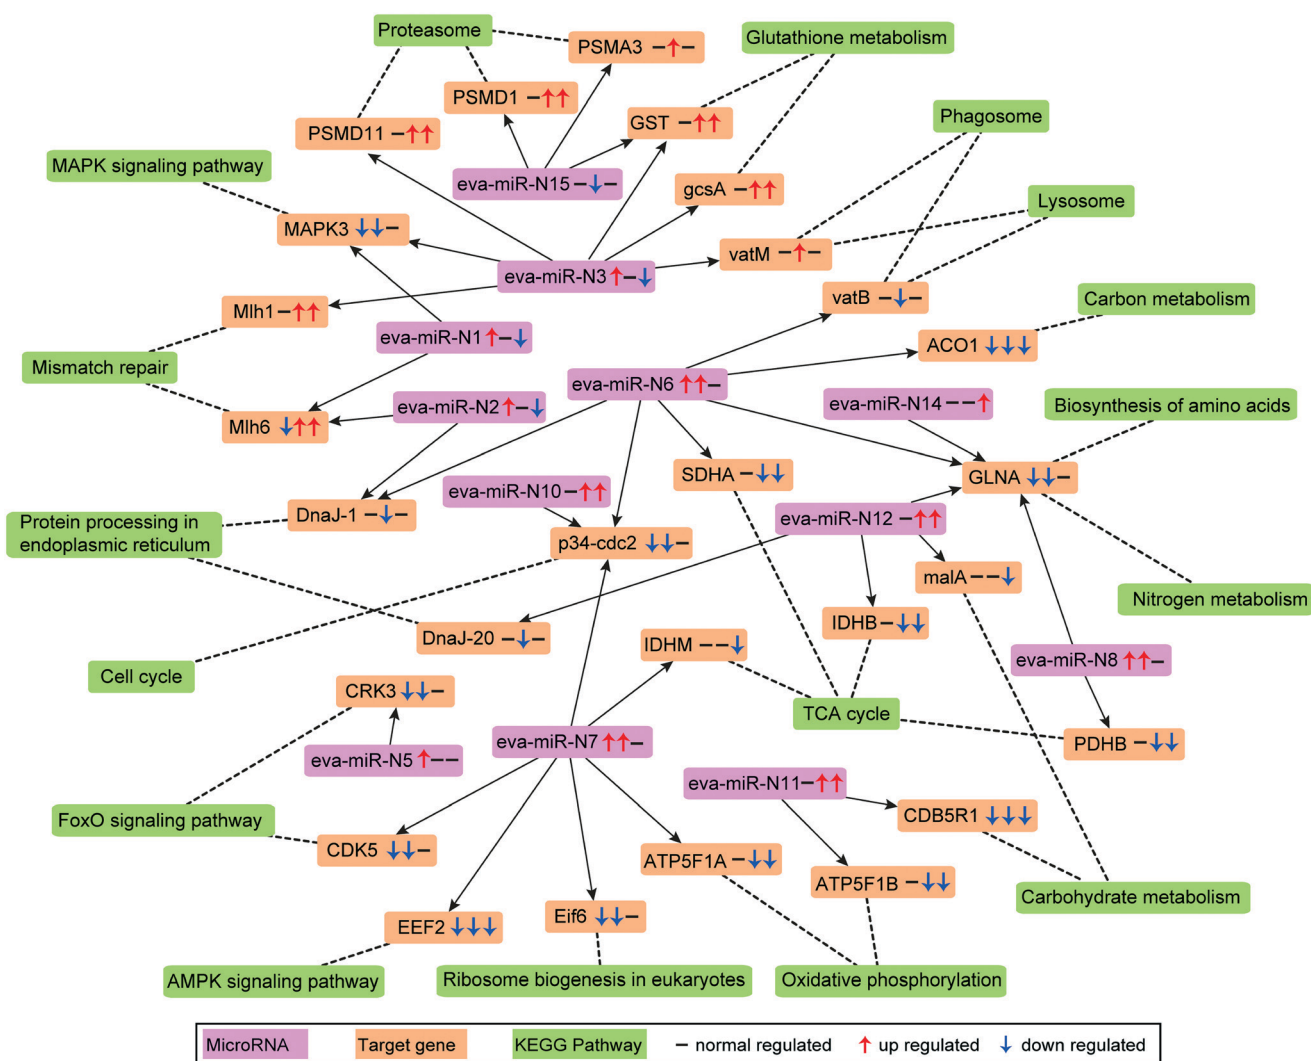 Proteasome
PSMA3 –↑–
Glutathione metabolism
PSMD1 –↑↑
PSMD11 –↑↑
GST –↑↑
Phagosome
MAPK signaling pathway
eva-miR-N15 –↓–
gcsA –↑↑
Lysosome
MAPK3 ↓↓–
vatM –↑–
eva-miR-N3 ↑–↓
vatB –↓–
Carbon metabolism
Mlh1 –↑↑
eva-miR-N1 ↑–↓
ACO1 ↓↓↓
Mismatch repair
eva-miR-N6 ↑↑–
eva-miR-N2 ↑–↓
eva-miR-N14 ––↑
Biosynthesis of amino acids
Mlh6 ↓↑↑
SDHA –↓↓
GLNA ↓↓–
eva-miR-N10 –↑↑
DnaJ-1 –↓–
eva-miR-N12 –↑↑
Protein processing in
endoplasmic reticulum
p34-cdc2 ↓↓–
malA ––↓
Nitrogen metabolism
DnaJ-20 –↓–
IDHM ––↓
IDHB –↓↓
eva-miR-N8 ↑↑–
Cell cycle
CRK3 ↓↓–
TCA cycle
eva-miR-N7 ↑↑–
PDHB –↓↓
eva-miR-N5 ↑––
eva-miR-N11 –↑↑
FoxO signaling pathway
CDB5R1 ↓↓↓
CDK5 ↓↓–
ATP5F1A –↓↓
ATP5F1B –↓↓
Carbohydrate metabolism
EEF2 ↓↓↓
Eif6 ↓↓–
AMPK signaling pathway
Ribosome biogenesis in eukaryotes
Oxidative phosphorylation
MicroRNA Target gene KEGG Pathway – normal regulated ↑ up regulated ↓ down regulated